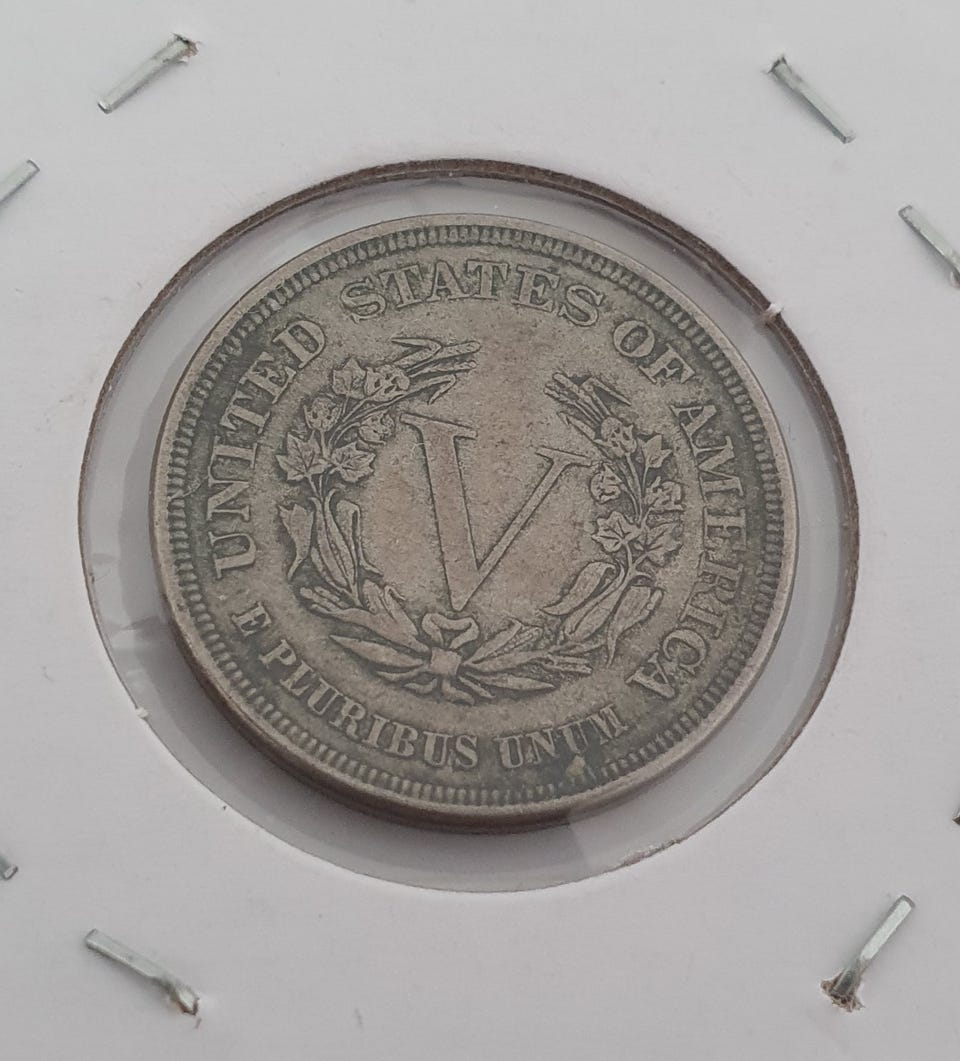 UNITED STATES OF AMERICA
V
E PLURIBUS UNUM